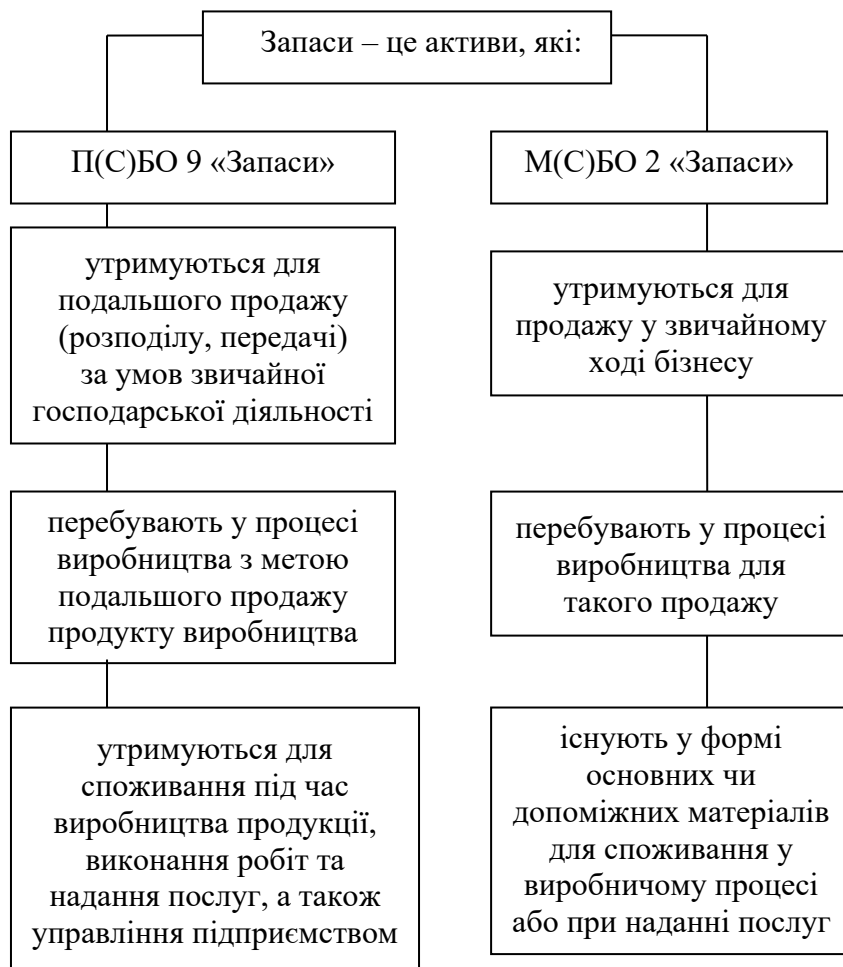 Запаси – це активи, які:
П(С)БО 9 «Запаси»
утримуються для
подальшого продажу
(розподілу, передачі)
за умов звичайної
господарської діяльності
перебувають у процесі
виробництва з метою
подальшого продажу
продукту виробництва
утримуються для
споживання під час
виробництва продукції,
виконання робіт та
надання послуг, а також
управління підприємством
М(С)БО 2 «Запаси»
утримуються для
продажу у звичайному
ході бізнесу
перебувають у процесі
виробництва для
такого продажу
існують у формі
основних чи
допоміжних матеріалів
для споживання у
виробничому процесі
або при наданні послуг